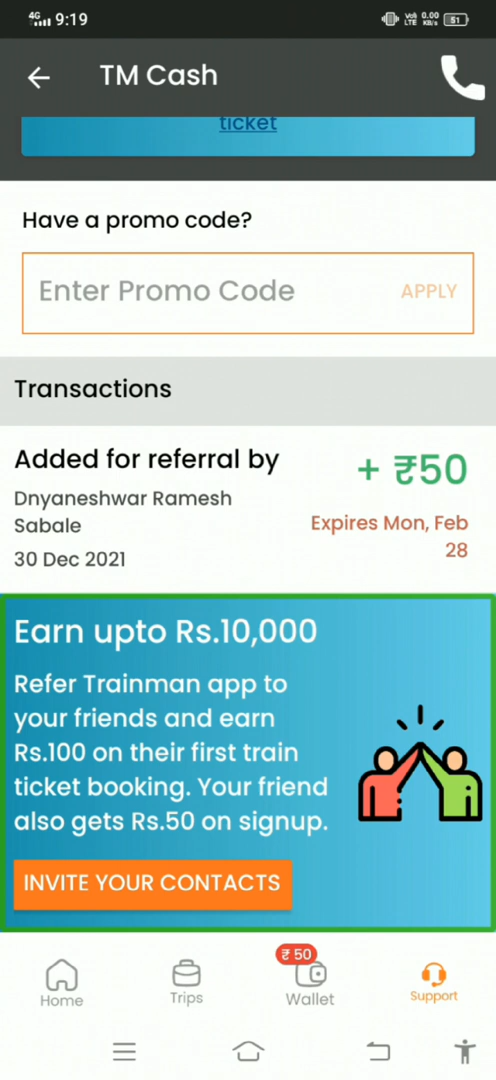 4G 9:19 Vo) LTE 0.00 KB/s 51
TM Cash
ticket
Have a promo code?
Enter Promo Code APPLY
Transactions
Added for referral by + ₹50
Dnyaneshwar Ramesh
Sabale
Expires Mon, Feb
28
30 Dec 2021
Earn upto Rs.10,000
Refer Trainman app to
your friends and earn
Rs.100 on their first train
ticket booking. Your friend
also gets Rs.50 on signup.
INVITE YOUR CONTACTS
₹ 50
Home Trips Wallet Support